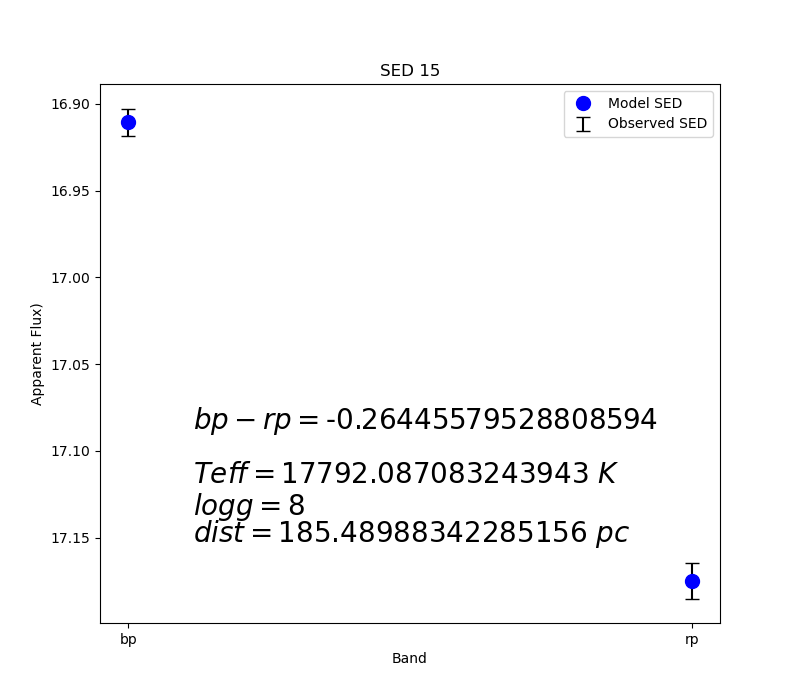 SED 15
16.90
16.95
17.00
17.05
17.10
17.15
Apparent Flux)
Model SED
Observed SED
bp − rp = -0.26445579528808594
Teff = 17792.087083243943 K
logg = 8
dist = 185.48988342285156 pc
bp
rp
Band